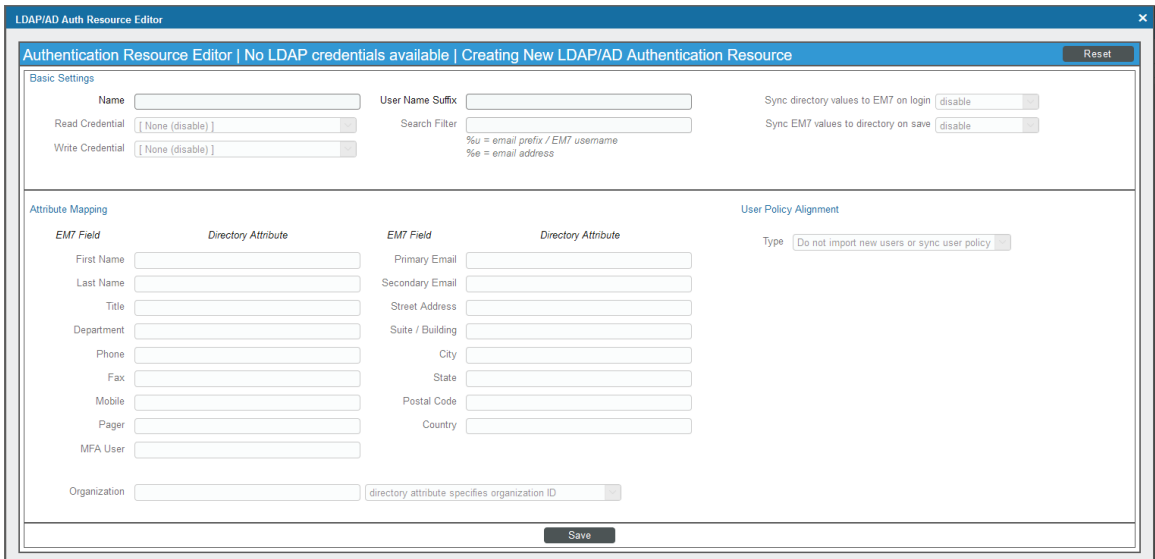 LDAP/AD Auth Resource Editor ×
Authentication Resource Editor | No LDAP credentials available | Creating New LDAP/AD Authentication Resource Reset
Basic Settings
Name User Name Suffix Sync directory values to EM7 on login disable
Read Credential [ None (disable) ] Search Filter Sync EM7 values to directory on save disable
Write Credential [ None (disable) ] %u = email prefix / EM7 username
%e = email address
Attribute Mapping User Policy Alignment
EM7 Field Directory Attribute EM7 Field Directory Attribute
Type Do not import new users or sync user policy
First Name Primary Email
Last Name Secondary Email
Title Street Address
Department Suite / Building
Phone City
Fax State
Mobile Postal Code
Pager Country
MFA User
Organization directory attribute specifies organization ID
Save